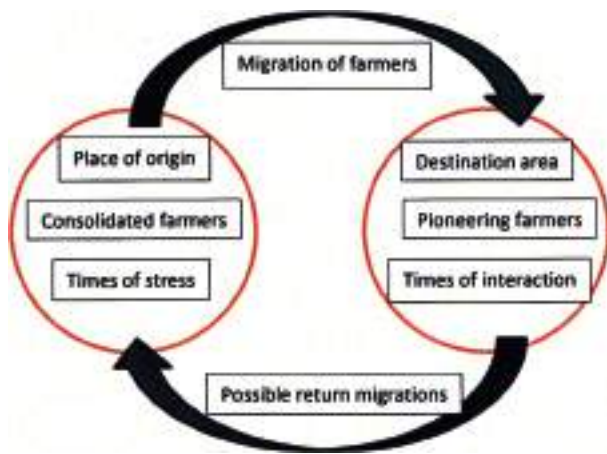 Migration of farmers
Place of origin
Consolidated farmers
Times of stress
Destination area
Pioneering farmers
Times of interaction
Possible return migrations